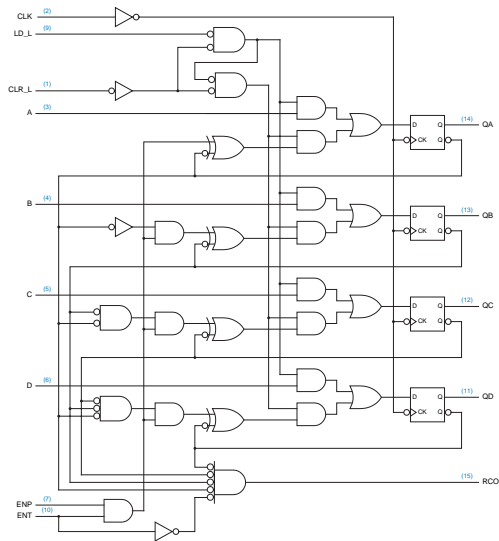 CLK (2)
LD_L (9)
CLR_L (1)
A (3)
D Q (14) QA
CK Q
B (4)
D Q (13) QB
CK Q
C (5)
D Q (12) QC
CK Q
D (6)
D Q (11) QD
CK Q
(15) RCO
ENP (7)
ENT (10)